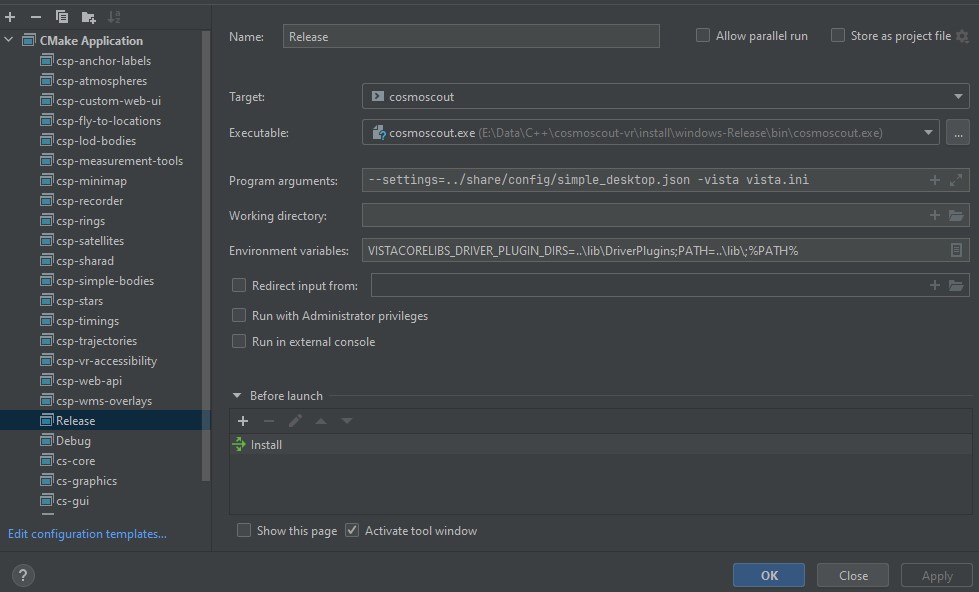 CMake Application
csp-anchor-labels
csp-atmospheres
csp-custom-web-ui
csp-fly-to-locations
csp-lod-bodies
csp-measurement-tools
csp-minimap
csp-recorder
csp-rings
csp-satellites
csp-sharad
csp-simple-bodies
csp-stars
csp-timings
csp-trajectories
csp-vr-accessibility
csp-web-api
csp-wms-overlays
Release
Debug
cs-core
cs-graphics
cs-gui
Edit configuration templates...
Name: Release Allow parallel run Store as project file
Target: cosmoscout
Executable: cosmoscout.exe (E:\Data\C++\cosmoscout-vr\install\windows-Release\bin\cosmoscout.exe) ...
Program arguments: --settings=../share/config/simple_desktop.json -vista vista.ini
Working directory:
Environment variables: VISTACORELIBS_DRIVER_PLUGIN_DIRS=..\lib\DriverPlugins;PATH=..\lib\;%PATH%
Redirect input from:
Run with Administrator privileges
Run in external console
Before launch
Install
Show this page Activate tool window
? OK Close Apply